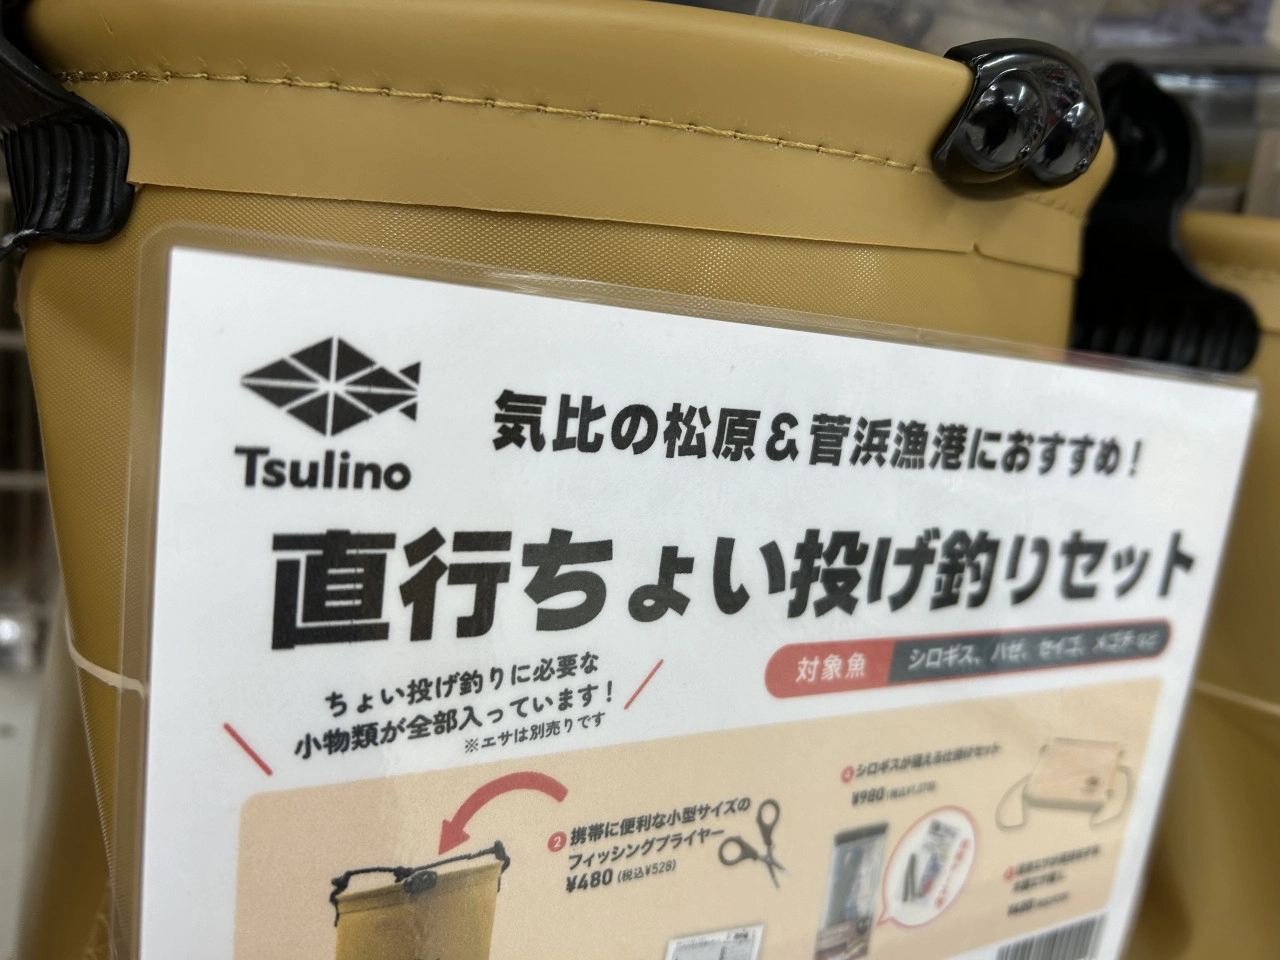 Tsulino
気比の松原&菅浜漁港におすすめ!
直行ちょい投げ釣りセット
対象魚 シロギス、ハゼ、セイゴ、メゴチ など
ちょい投げ釣りに必要な
小物類が全部入っています!
※エサは別売りです
② 携帯に便利な小型サイズの
フィッシングプライヤー
¥480 (税込¥528)
シロギスが狙える仕掛けセット
¥980